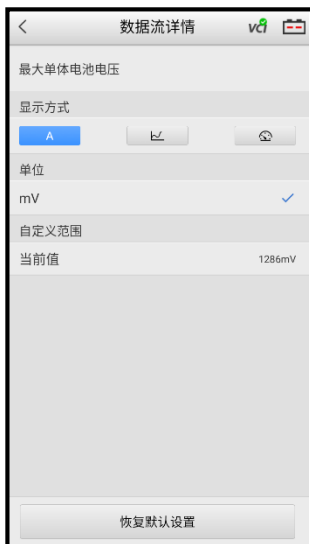 数据流详情
vci
最大单体电池电压
显示方式
A
单位
mV
自定义范围
当前值 1286mV
恢复默认设置